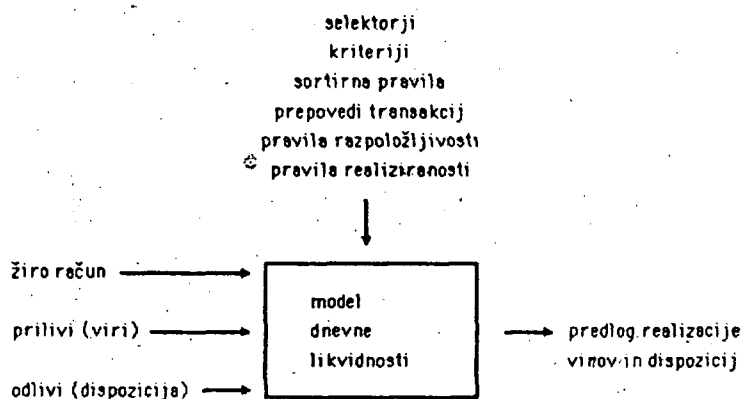 selektorji
kriteriji
sortirna pravila
prepovedi transakcij
pravila razpoložljivosti
pravila realiziranosti
žiro račun
prilivi (viri)
odlivi (dispozicija)
model
dnevne
likvidnosti
predlog realizacije
virov in dispozicij